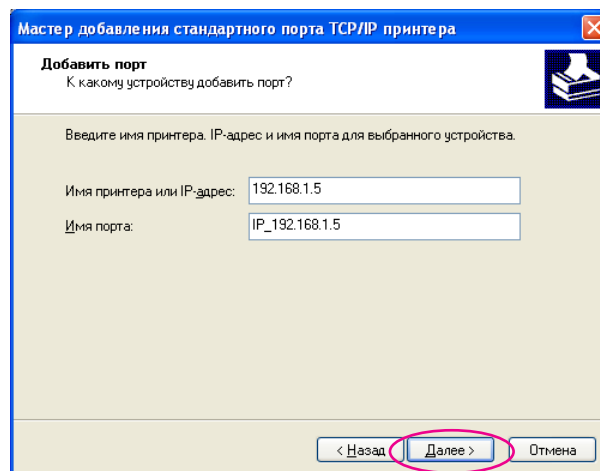 Мастер добавления стандартного порта TCP/IP принтера
Добавить порт
К какому устройству добавить порт?
Введите имя принтера. IP-адрес и имя порта для выбранного устройства.
Имя принтера или IP-адрес: 192.168.1.5
Имя порта: IP_192.168.1.5
< Назад Далее > Отмена